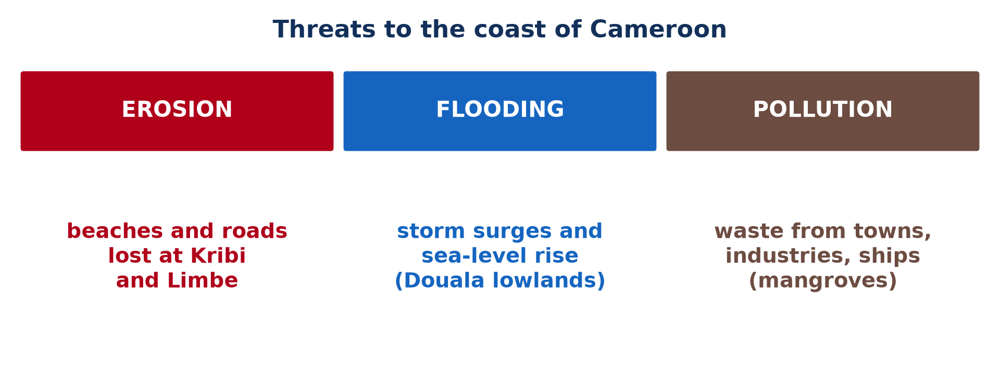 Threats to the coast of Cameroon
EROSION
FLOODING
POLLUTION
beaches and roads
lost at Kribi
and Limbe
storm surges and
sea-level rise
(Douala lowlands)
waste from towns,
industries, ships
(mangroves)